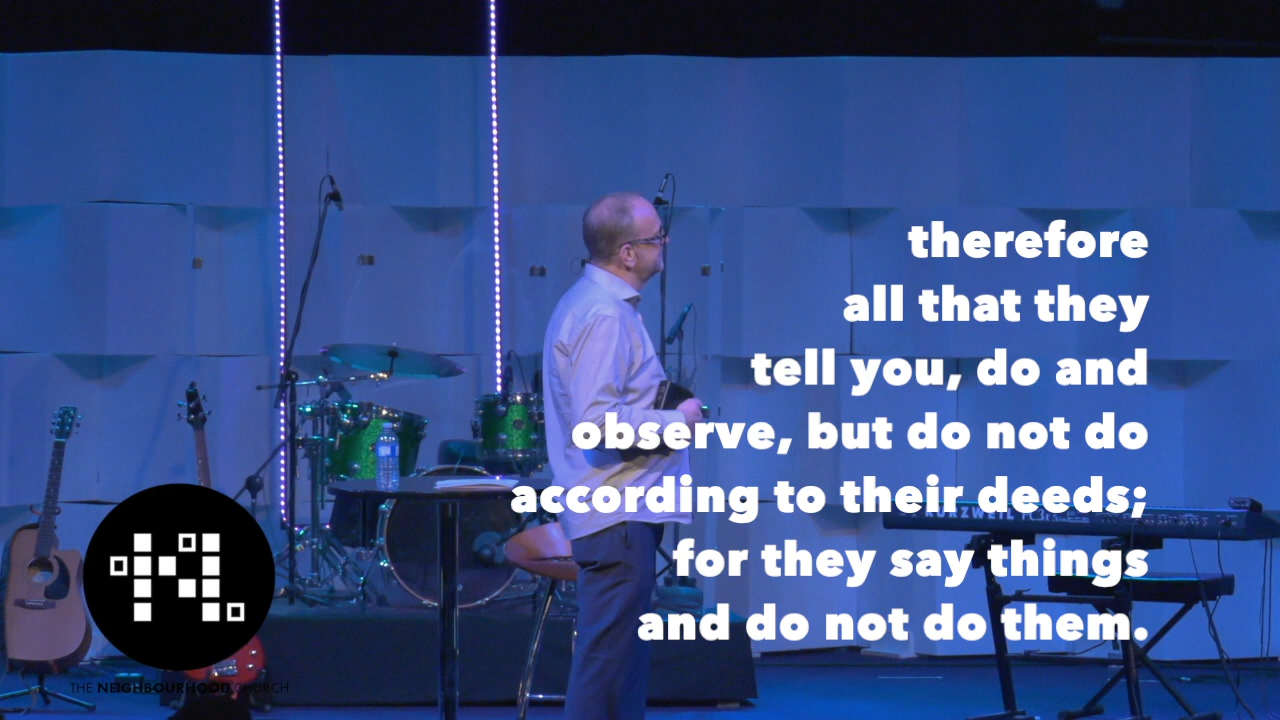 therefore
all that they
tell you, do and
observe, but do not do
according to their deeds;
for they say things
and do not do them.
KURZWEIL
N.
THE NEIGHBOURHOOD CHURCH